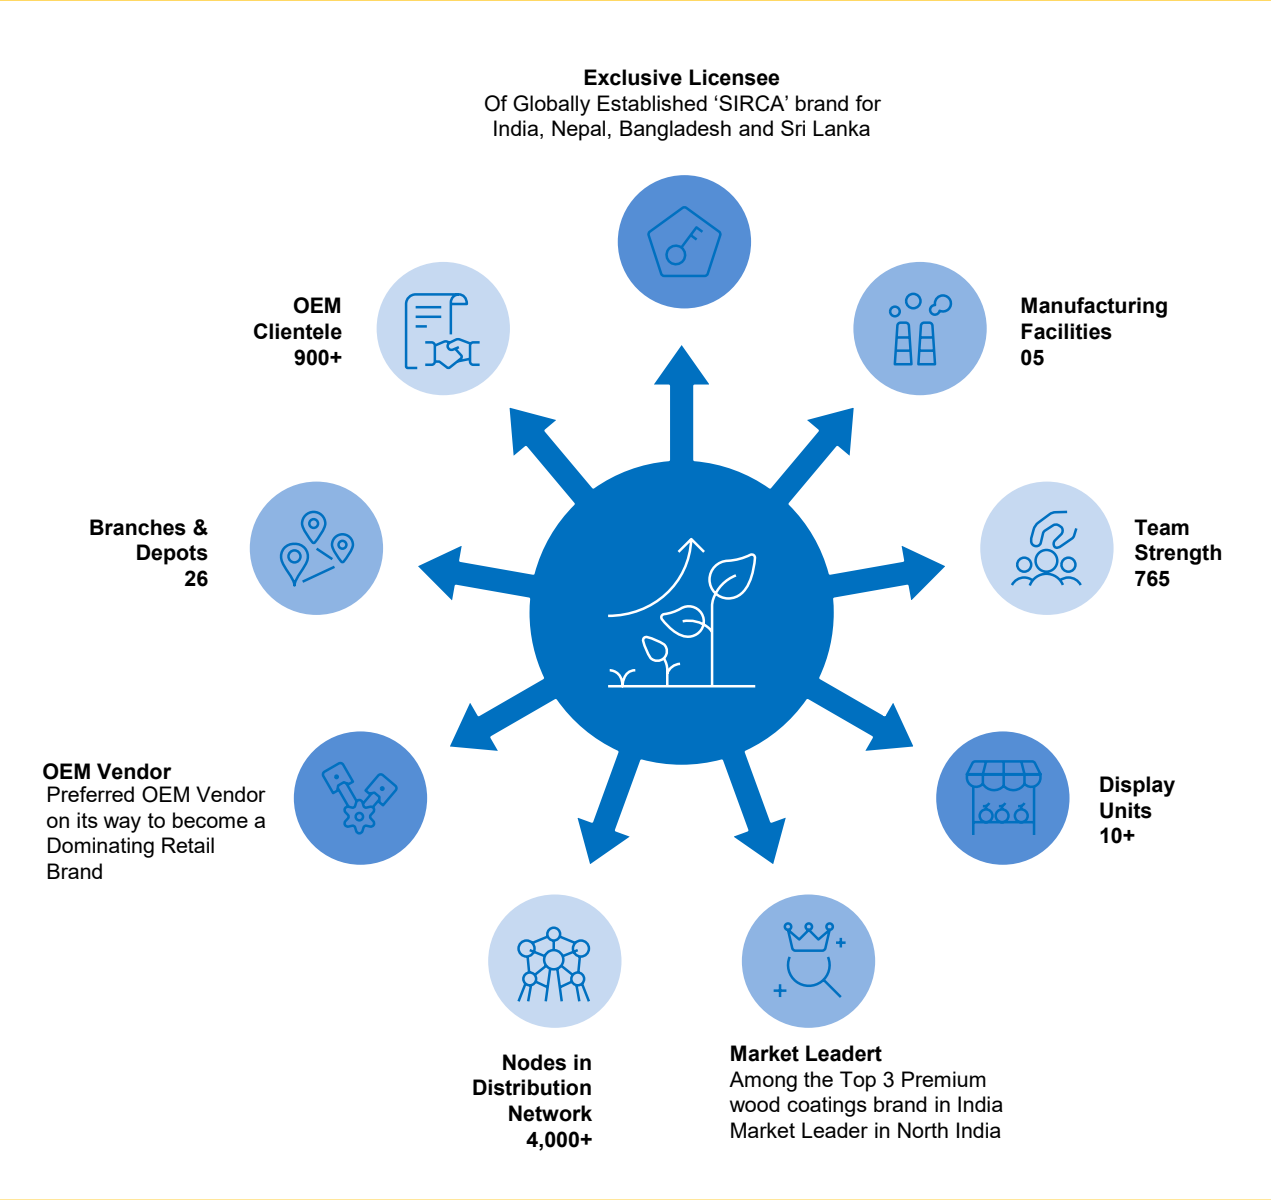 Exclusive Licensee
Of Globally Established ‘SIRCA’ brand for
India, Nepal, Bangladesh and Sri Lanka
OEM
Clientele
900+
Manufacturing
Facilities
05
Branches &
Depots
26
Team
Strength
765
OEM Vendor
Preferred OEM Vendor
on its way to become a
Dominating Retail
Brand
Display
Units
10+
Nodes in
Distribution
Network
4,000+
Market Leadert
Among the Top 3 Premium
wood coatings brand in India
Market Leader in North India